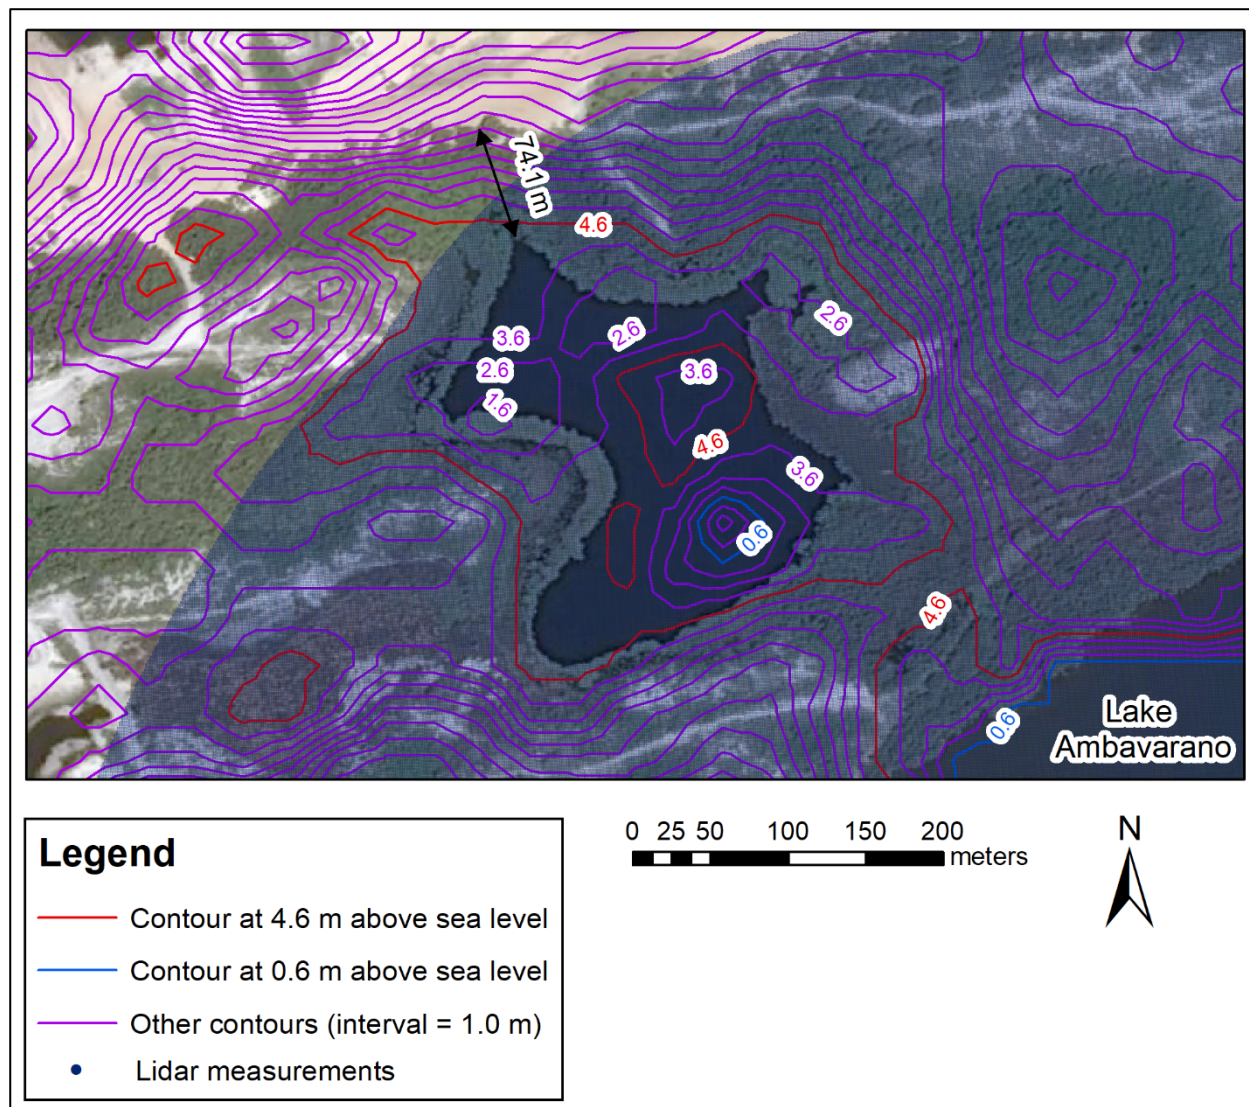 74.1 m
4.6
3.6
2.6
2.6
2.6
1.6
3.6
4.6
3.6
0.6
4.6
0.6
Lake
Ambavarano
Legend
Contour at 4.6 m above sea level
Contour at 0.6 m above sea level
Other contours (interval = 1.0 m)
Lidar measurements
0 25 50 100 150 200
meters
N